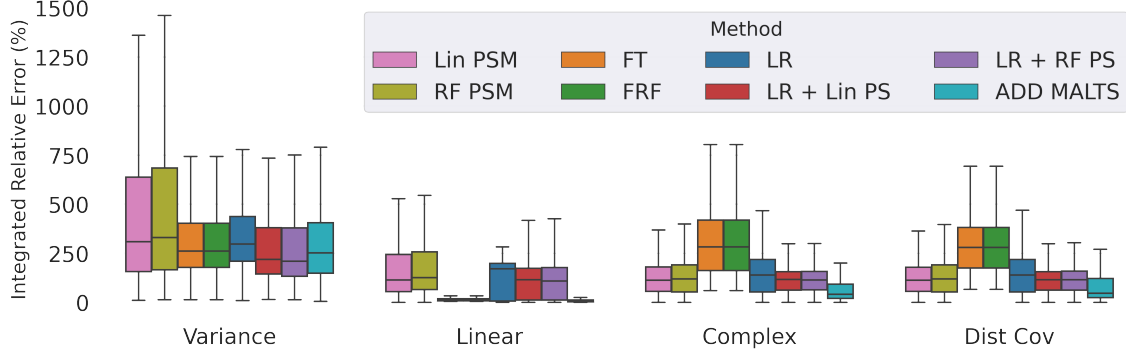 Integrated Relative Error (%)
1500
1250
1000
750
500
250
0
Method
Lin PSM FT LR LR + RF PS
RF PSM FRF LR + Lin PS ADD MALTS
Variance Linear Complex Dist Cov